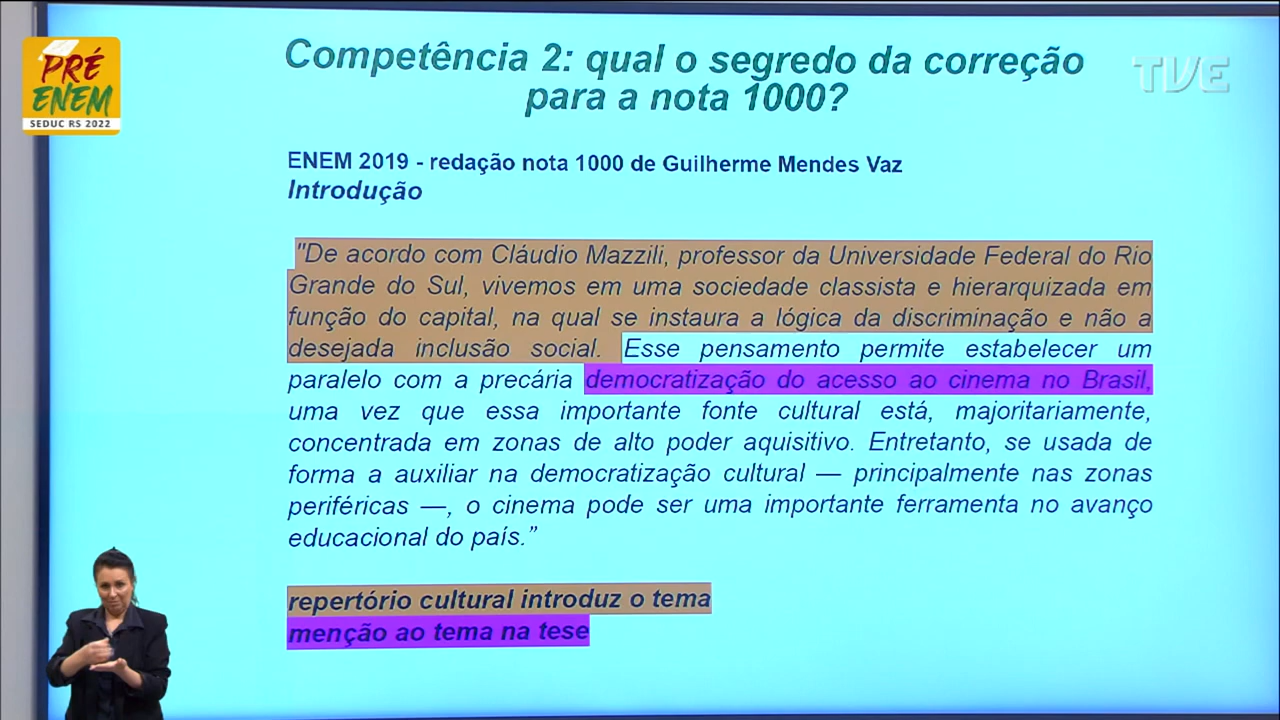 PRÉ
ENEM
SEDUC RS 2022
TVE
Competência 2: qual o segredo da correção
para a nota 1000?
ENEM 2019 - redação nota 1000 de Guilherme Mendes Vaz
Introdução
"De acordo com Cláudio Mazzili, professor da Universidade Federal do Rio
Grande do Sul, vivemos em uma sociedade classista e hierarquizada em
função do capital, na qual se instaura a lógica da discriminação e não a
desejada inclusão social. Esse pensamento permite estabelecer um
paralelo com a precária democratização do acesso ao cinema no Brasil,
uma vez que essa importante fonte cultural está, majoritariamente,
concentrada em zonas de alto poder aquisitivo. Entretanto, se usada de
forma a auxiliar na democratização cultural — principalmente nas zonas
periféricas —, o cinema pode ser uma importante ferramenta no avanço
educacional do país.”
repertório cultural introduz o tema
menção ao tema na tese